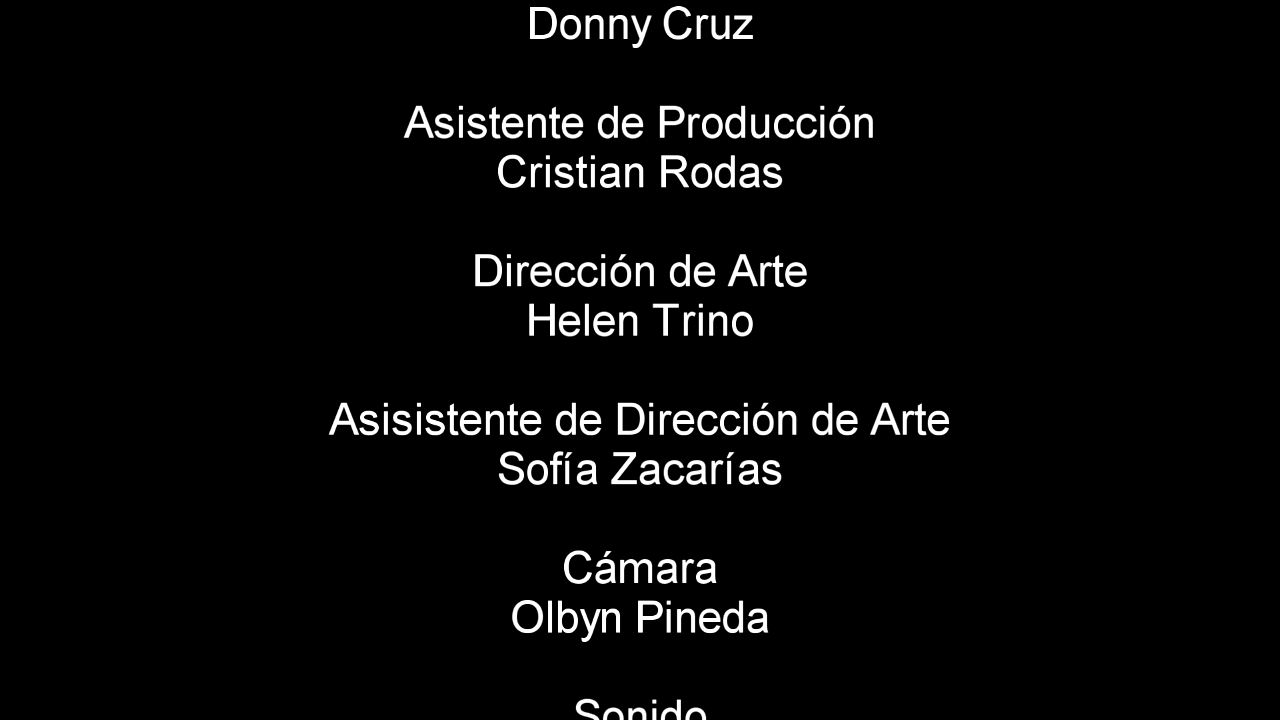 Donny Cruz
Asistente de Producción
Cristian Rodas
Dirección de Arte
Helen Trino
Asisistente de Dirección de Arte
Sofía Zacarías
Cámara
Olbyn Pineda
Sonido